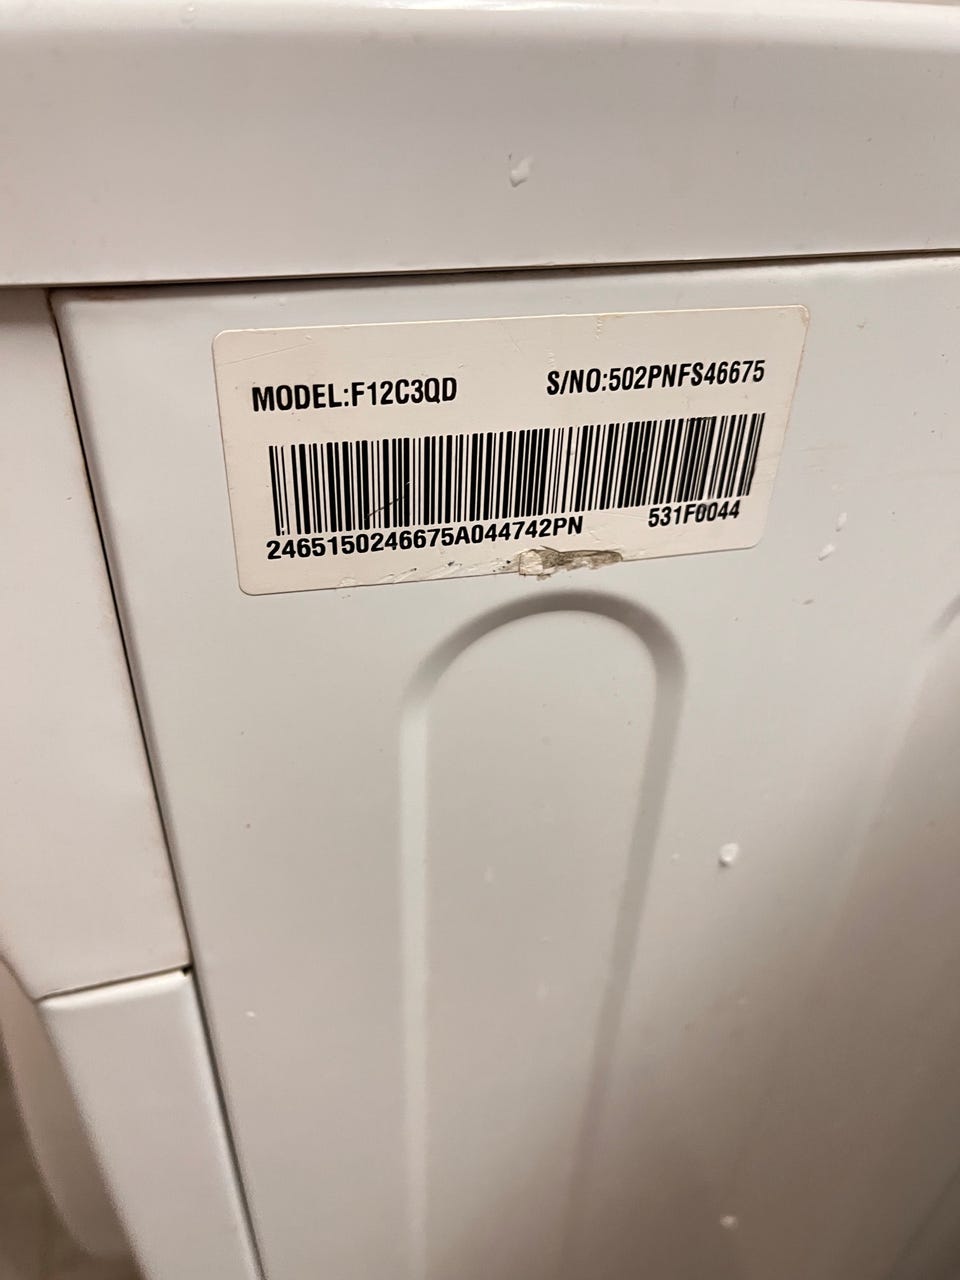 MODEL:F12C3QD S/NO:502PNFS46675
2465150246675A044742PN 531F0044